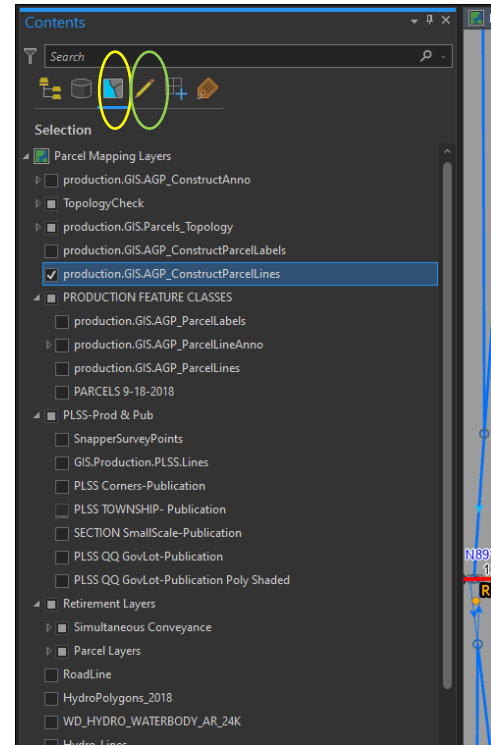 Contents
Search
Selection
Parcel Mapping Layers
production.GIS.AGP_ConstructAnno
TopologyCheck
production.GIS.Parcels_Topology
production.GIS.AGP_ConstructParcelLabels
production.GIS.AGP_ConstructParcelLines
PRODUCTION FEATURE CLASSES
production.GIS.AGP_ParcelLabels
production.GIS.AGP_ParcelLineAnno
production.GIS.AGP_ParcelLines
PARCELS 9-18-2018
PLSS-Prod & Pub
SnapperSurveyPoints
GIS.Production.PLSS.Lines
PLSS Corners-Publication
PLSS TOWNSHIP- Publication
SECTION SmallScale-Publication
PLSS QQ GovLot-Publication
PLSS QQ GovLot-Publication Poly Shaded
Retirement Layers
Simultaneous Conveyance
Parcel Layers
RoadLine
HydroPolygons_2018
WD_HYDRO_WATERBODY_AR_24K
Hydro_Lines
N89
1
R